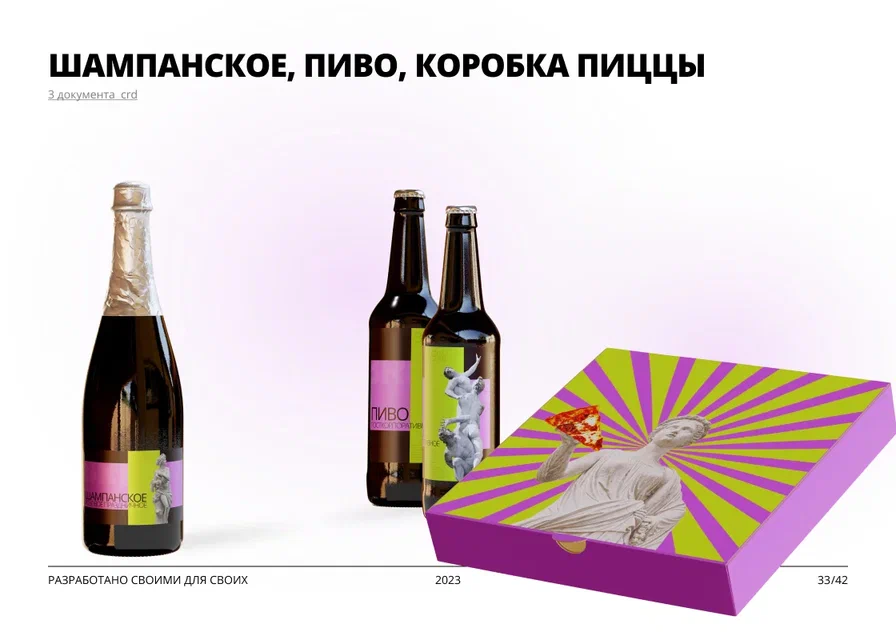 ШАМПАНСКОЕ, ПИВО, КОРОБКА ПИЦЦЫ
3 документа crd
ПИВО
ШАМПАНСКОЕ
РАЗРАБОТАНО СВОИМИ ДЛЯ СВОИХ
2023
33/42